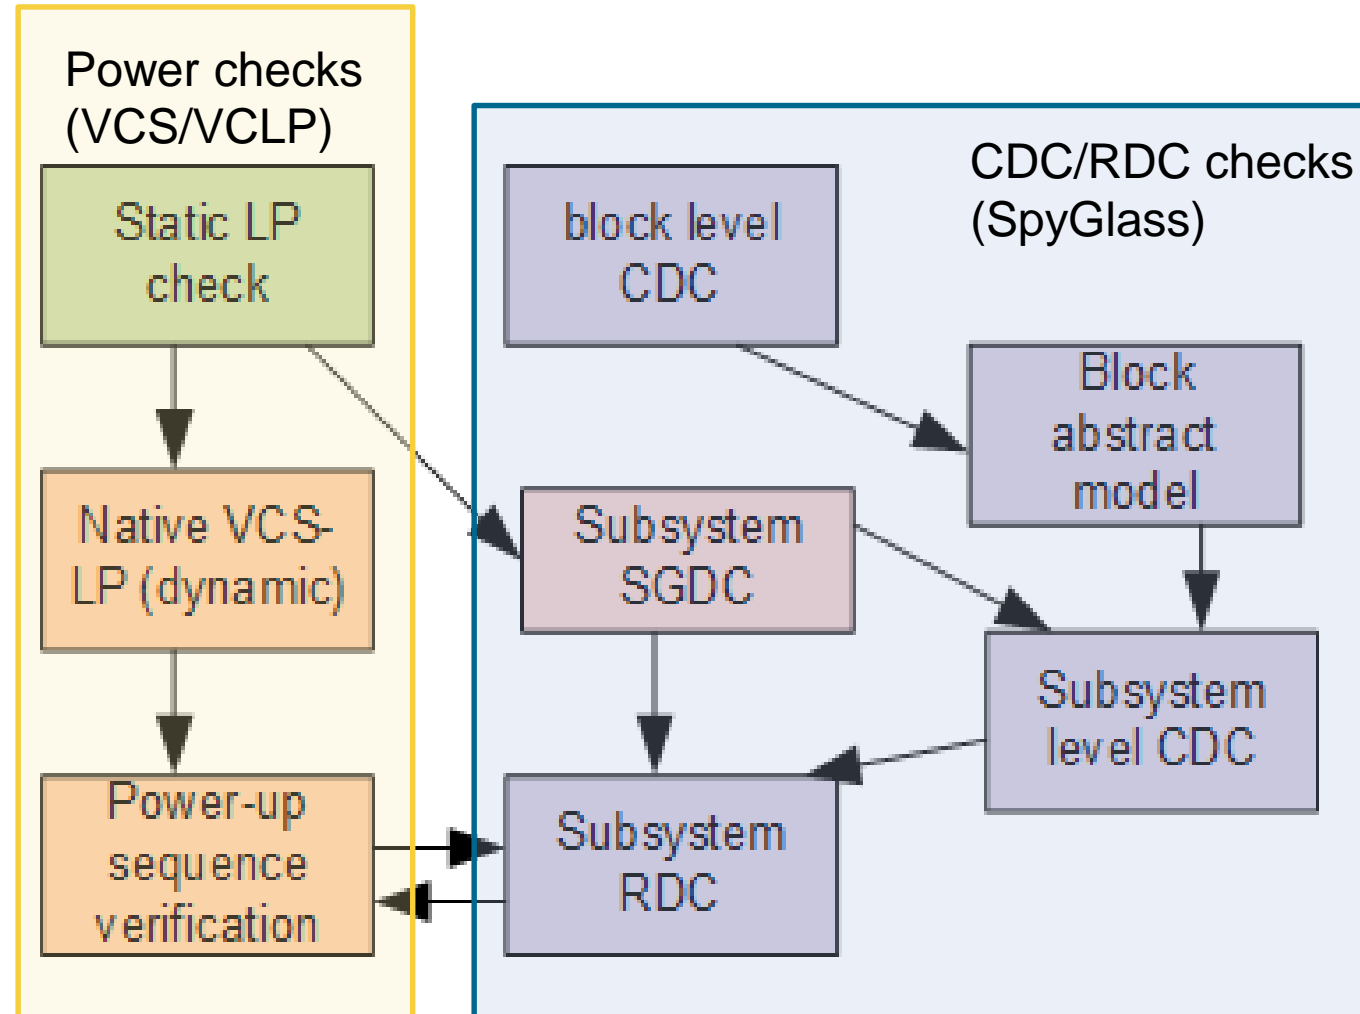 Power checks
(VCS/VCLP)
Static LP
check
Native VCS-
LP (dynamic)
Power-up
sequence
verification
CDC/RDC checks
(SpyGlass)
block level
CDC
Block
abstract
model
Subsystem
SGDC
Subsystem
level CDC
Subsystem
RDC